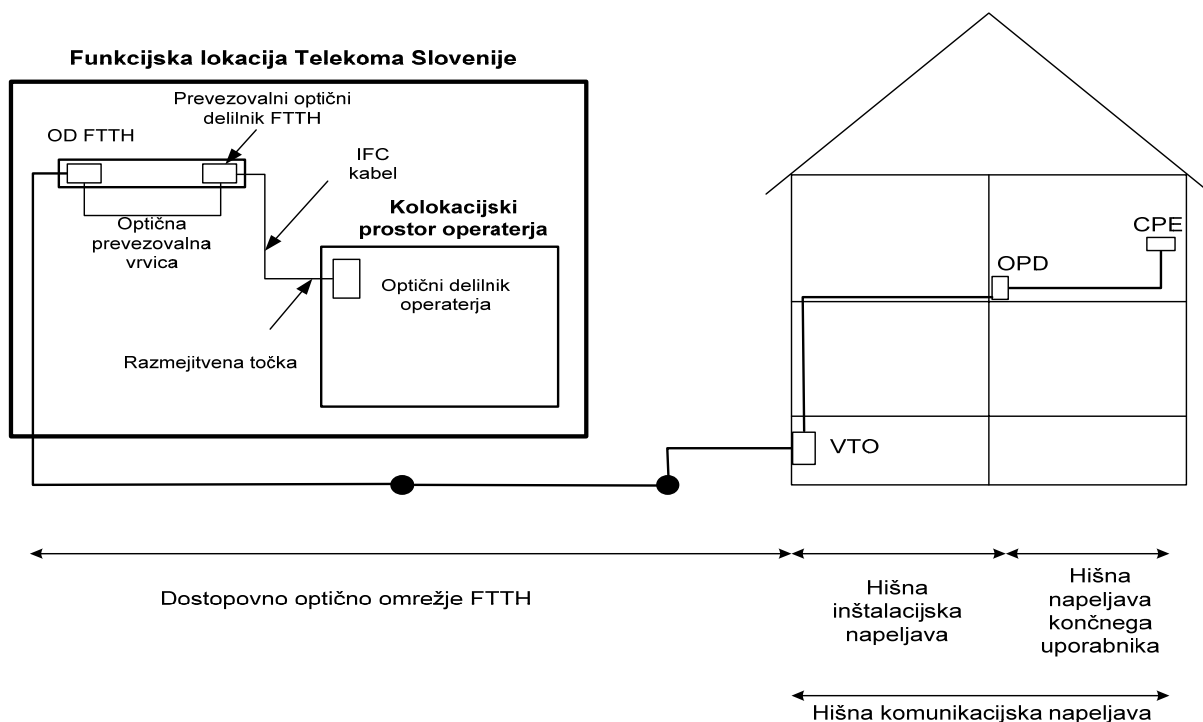 Funkcijska lokacija Telekoma Slovenije
Prevezovalni optični
delilnik FTTH
OD FTTH
IFC
kabel
Optična
prevezovalna
vrvica
Kolokacijski
prostor operaterja
Optični delilnik
operaterja
Razmejitvena točka
CPE
OPD
VTO
Dostopovno optično omrežje FTTH
Hišna
inštalacijska
napeljava
Hišna
napeljava
končnega
uporabnika
Hišna komunikacijska napeljava